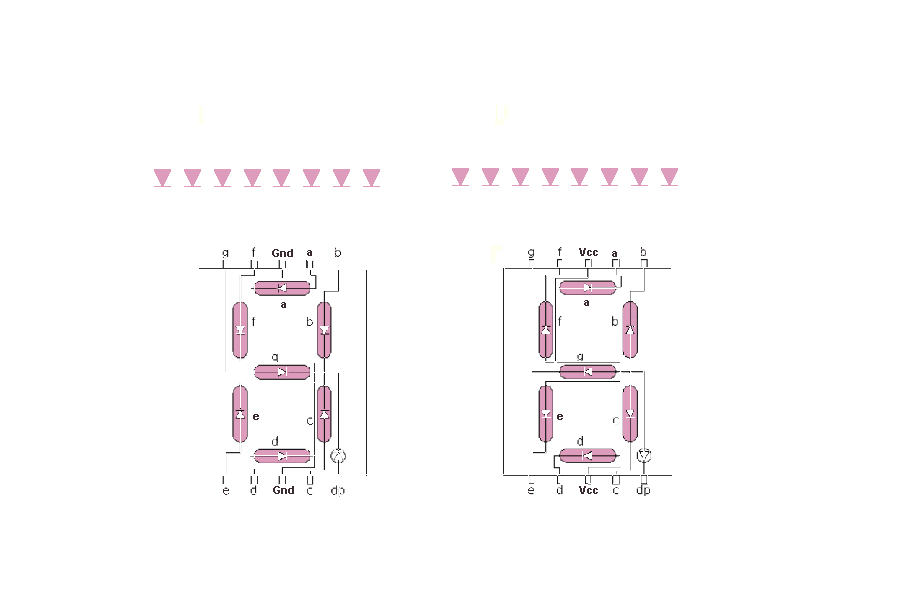 g f Gnd a b
a
f b
g
e c
d
e d Gnd c dp
g f Vcc a b
a
f b
g
e c
d
e d Vcc c dp